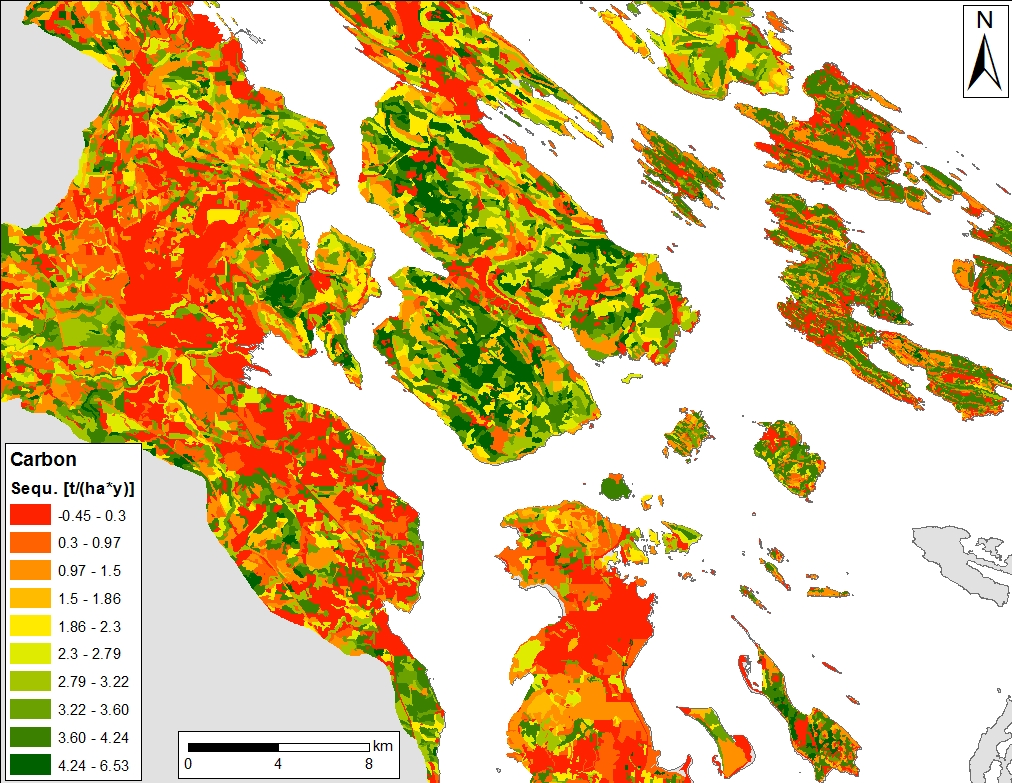 N
Carbon
Sequ. [t/(ha*y)]
-0.45 - 0.3
0.3 - 0.97
0.97 - 1.5
1.5 - 1.86
1.86 - 2.3
2.3 - 2.79
2.79 - 3.22
3.22 - 3.60
3.60 - 4.24
4.24 - 6.53
km
0 4 8